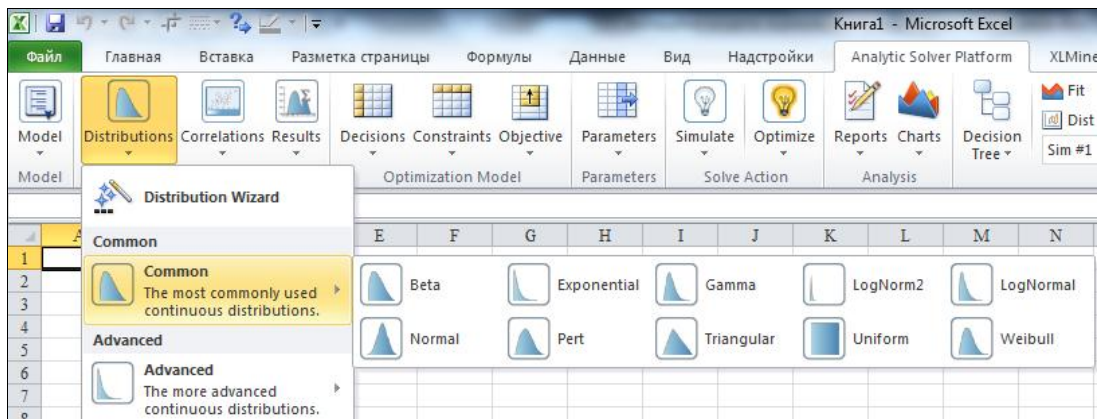 Книга1 - Microsoft Excel
Файл Главная Вставка Разметка страницы Формулы Данные Вид Надстройки Analytic Solver Platform XLMine
Model Distributions Correlations Results Decisions Constraints Objective Parameters Simulate Optimize Reports Charts Decision Tree Fit
Dist
Sim #1
Model Optimization Model Parameters Solve Action Analysis
Distribution Wizard
E F G H I J K L M N
Common
1
2
3
4
5
6
7
Common
The most commonly used
continuous distributions.
Beta Exponential Gamma LogNorm2 LogNormal
Normal Pert Triangular Uniform Weibull
Advanced
Advanced
The more advanced
continuous distributions.